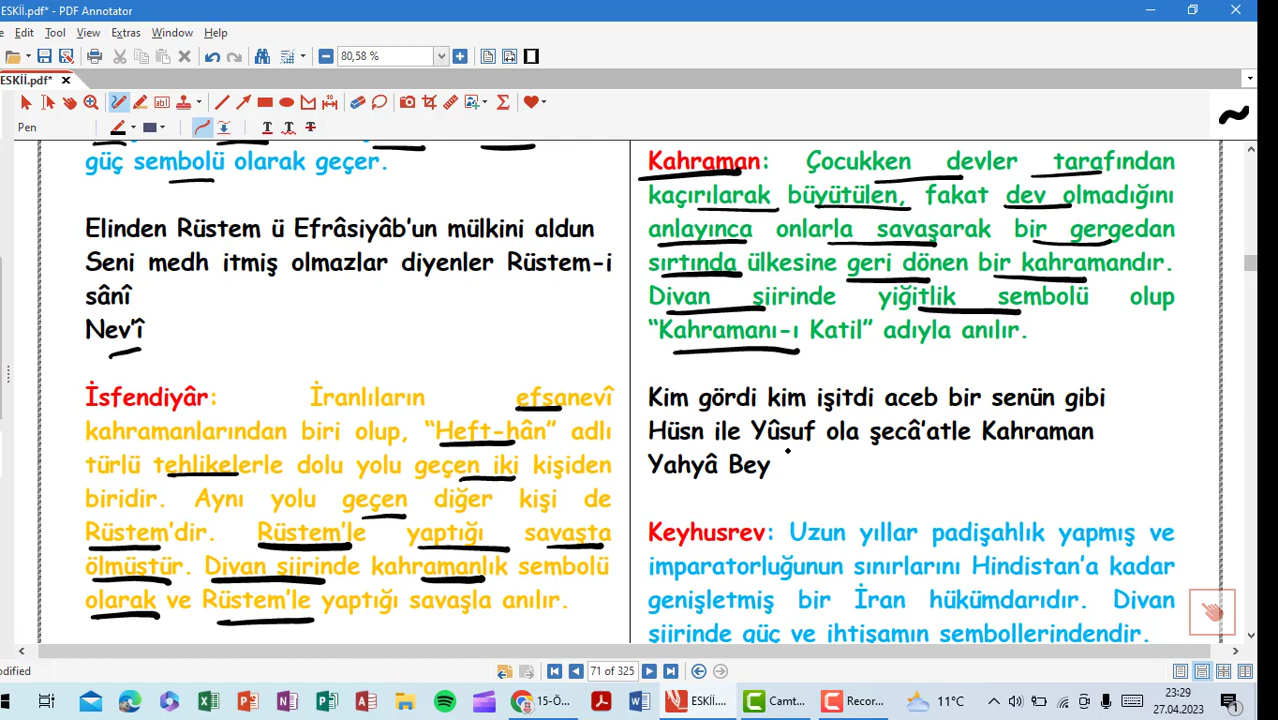 ESKİİ.pdf* - PDF Annotator
Edit Tool View Extras Window Help
80,58 %
ESKİİ.pdf*
Pen
güç sembolü olarak geçer.
Elinden Rüstem ü Efrâsiyâb’un mülkini aldun
Seni medh itmiş olmazlar diyenler Rüstem-i
sânî
Nev’î
İsfendiyâr: İranlıların efsanevî
kahramanlarından biri olup, “Heft-hân” adlı
türlü tehlikelerle dolu yolu geçen iki kişiden
biridir. Aynı yolu geçen diğer kişi de
Rüstem’dir. Rüstem’le yaptığı savaşta
ölmüştür. Divan şiirinde kahramanlık sembolü
olarak ve Rüstem’le yaptığı savaşla anılır.
Kahraman: Çocukken devler tarafından
kaçırılarak büyütülen, fakat dev olmadığını
anlayınca onlarla savaşarak bir gergedan
sırtında ülkesine geri dönen bir kahramandır.
Divan şiirinde yiğitlik sembolü olup
“Kahramanı-ı Katil” adıyla anılır.
Kim gördi kim işitdi aceb bir senün gibi
Hüsn ile Yûsuf ola şecâ’atle Kahraman
Yahyâ Bey
Keyhusrev: Uzun yıllar padişahlık yapmış ve
imparatorluğunun sınırlarını Hindistan’a kadar
genişletmiş bir İran hükümdarıdır. Divan
şiirinde güç ve ihtişamın sembollerindendir.
odified
71 of 325
15-Ö...
ESKİİ....
Camt...
Recor...
11°C
23:29
27.04.2023